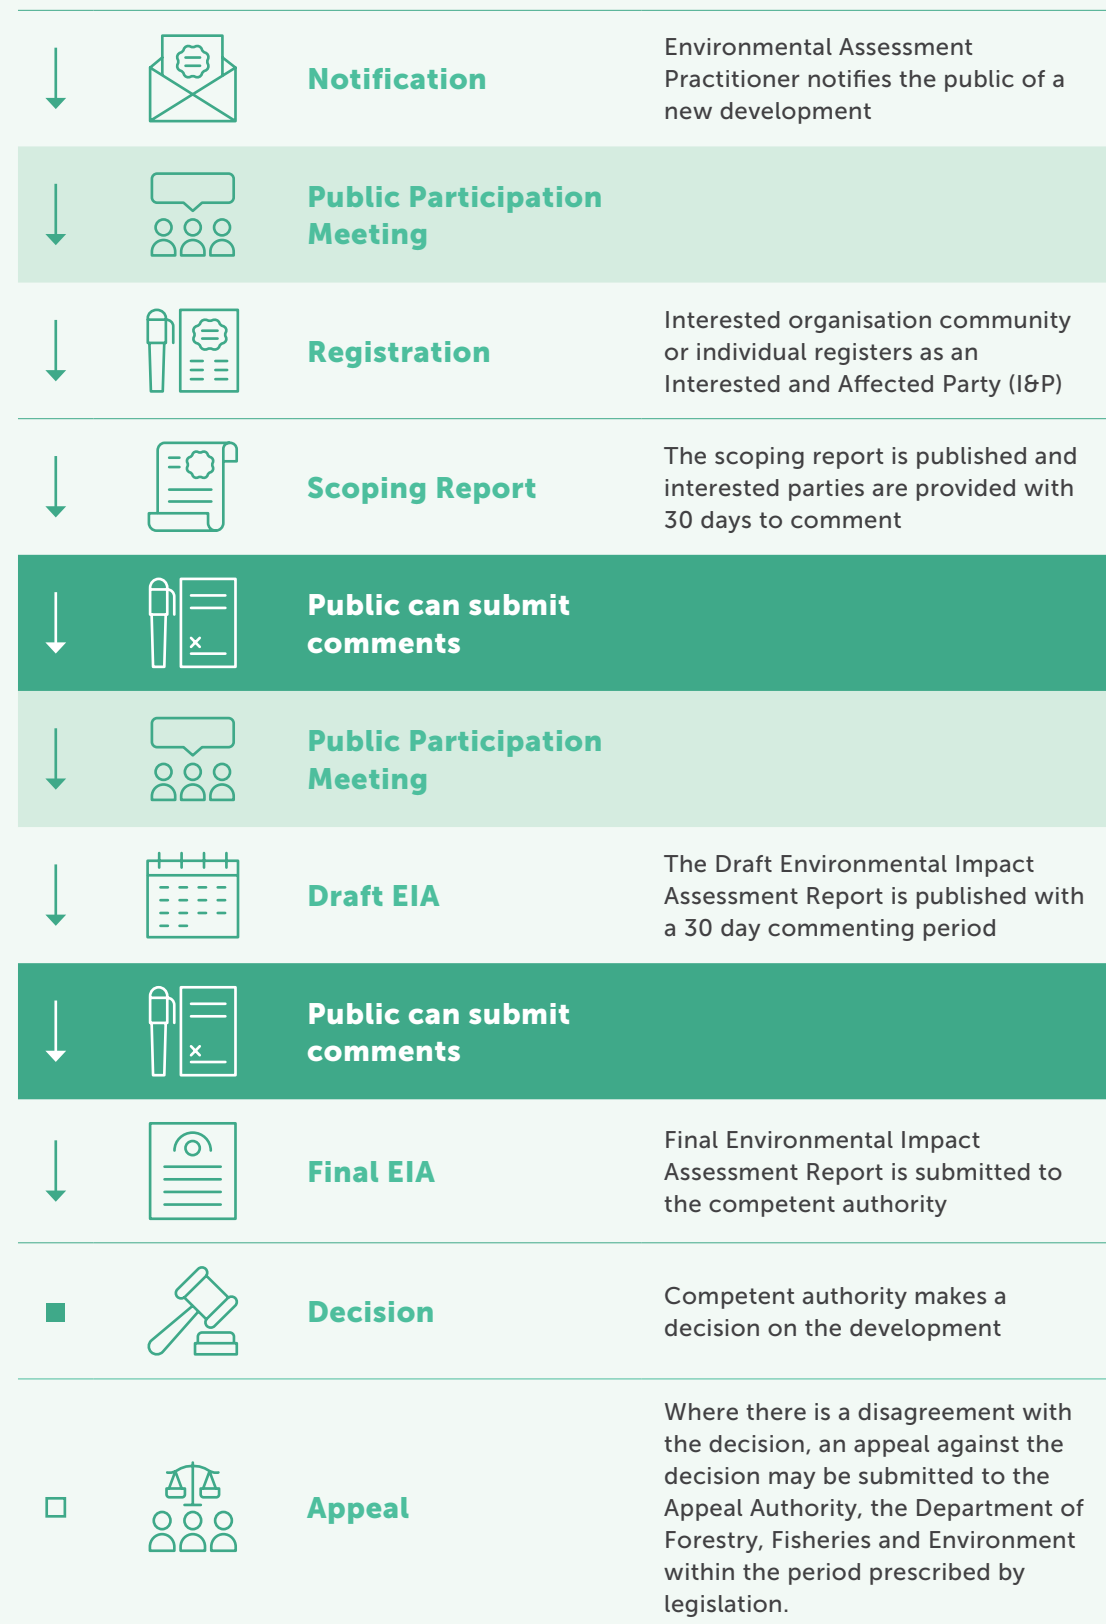 Notification
Environmental Assessment
Practitioner notifies the public of a
new development
Public Participation
Meeting
Registration
Interested organisation community
or individual registers as an
Interested and Affected Party (I&P)
Scoping Report
The scoping report is published and
interested parties are provided with
30 days to comment
Public can submit
comments
Public Participation
Meeting
Draft EIA
The Draft Environmental Impact
Assessment Report is published with
a 30 day commenting period
Public can submit
comments
Final EIA
Final Environmental Impact
Assessment Report is submitted to
the competent authority
Decision
Competent authority makes a
decision on the development
Appeal
Where there is a disagreement with
the decision, an appeal against the
decision may be submitted to the
Appeal Authority, the Department of
Forestry, Fisheries and Environment
within the period prescribed by
legislation.